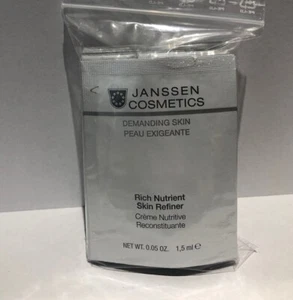 JANSSEN
COSMETICS
DEMANDING SKIN
PEAU EXIGEANTE
Rich Nutrient
Skin Refiner
Crème Nutritive
Reconstituante
NET WT. 0.05 OZ. 1,5 ml ℮